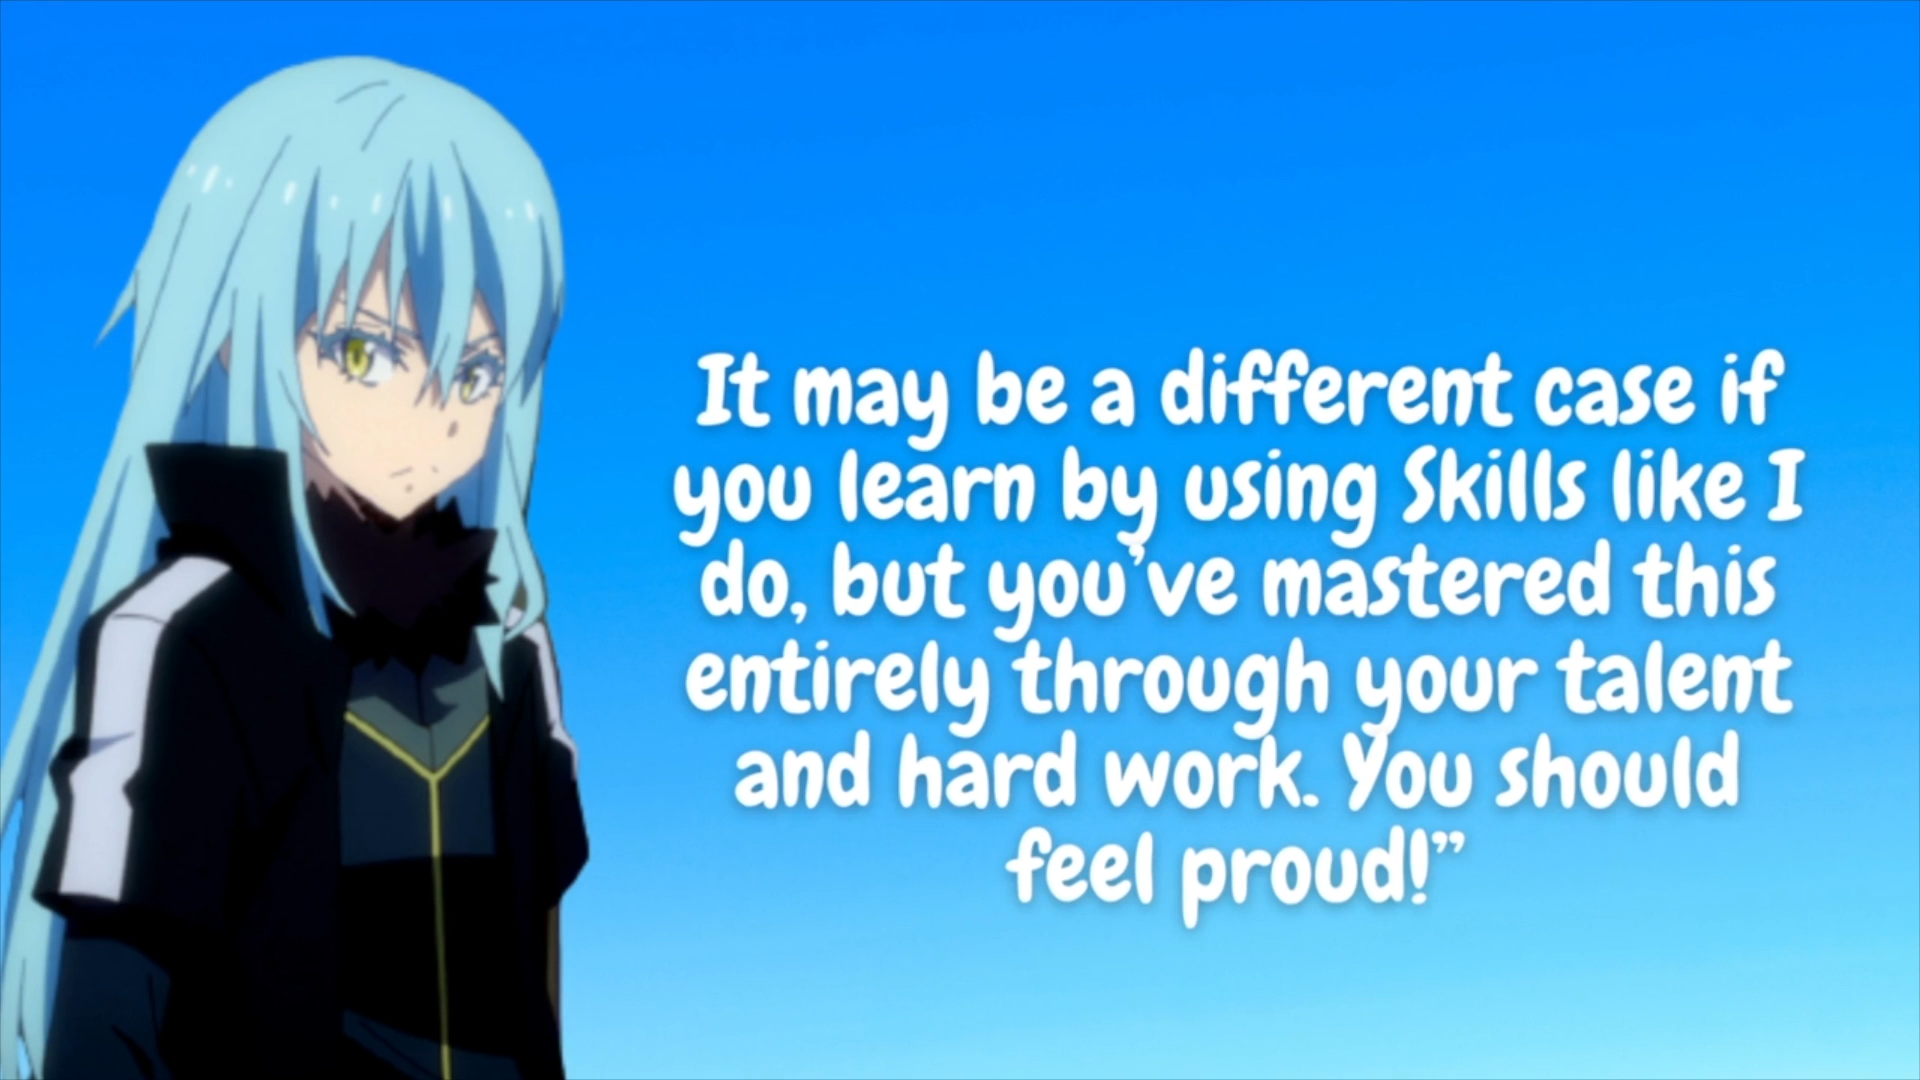 It may be a different case if
you learn by using Skills like I
do, but you’ve mastered this
entirely through your talent
and hard work. You should
feel proud!”